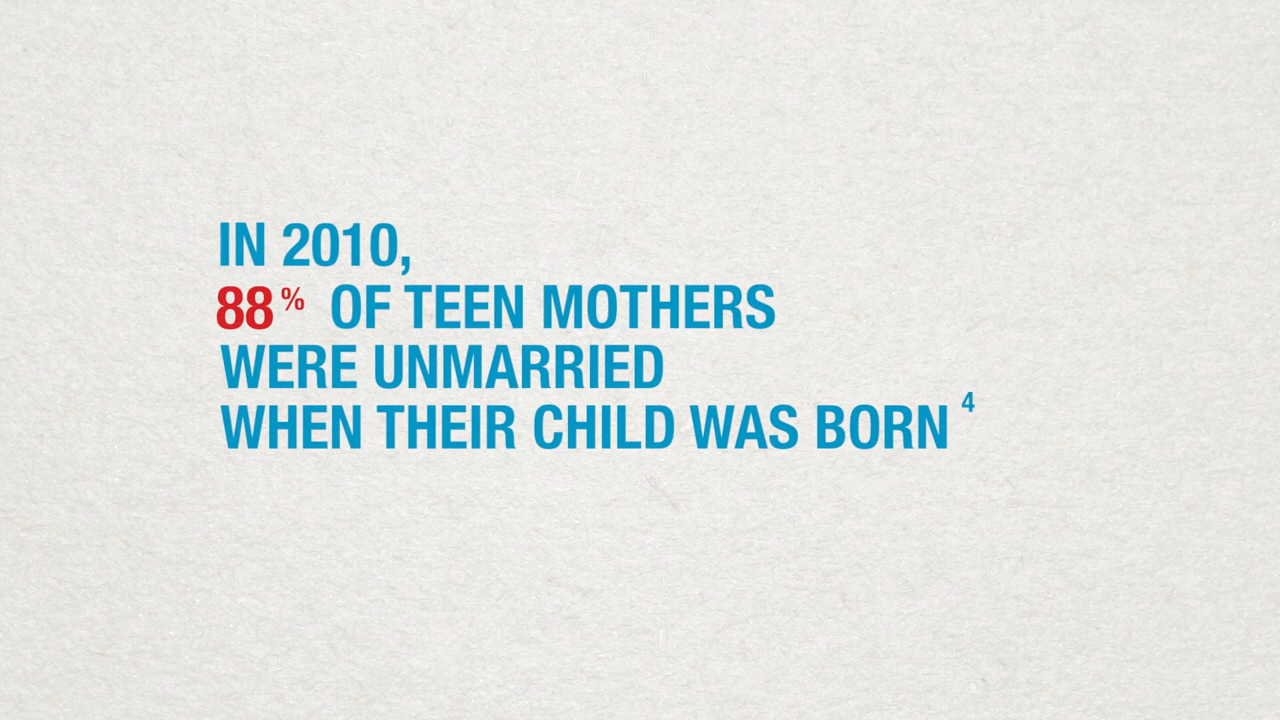 IN 2010,
88% OF TEEN MOTHERS
WERE UNMARRIED
WHEN THEIR CHILD WAS BORN 4